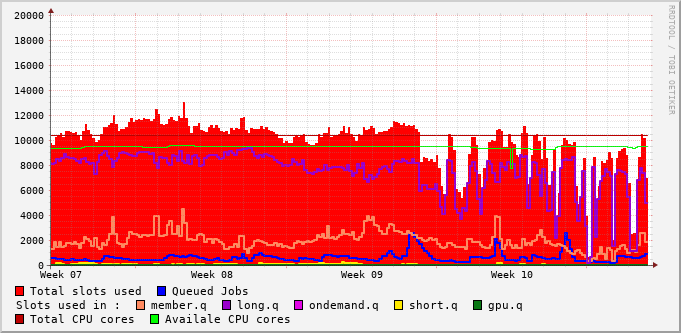 20000
18000
16000
14000
12000
10000
8000
6000
4000
2000
0
Week 07 Week 08 Week 09 Week 10
RRDTOOL / TOBI OETIKER
Total slots used Queued Jobs
Slots used in : member.q long.q ondemand.q short.q gpu.q
Total CPU cores Availale CPU cores